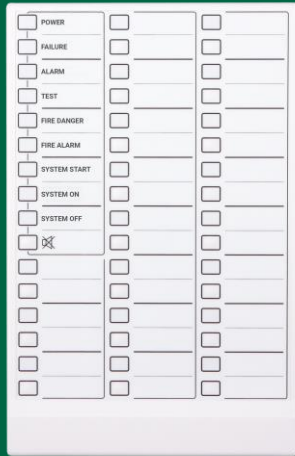 POWER
FAILURE
ALARM
TEST
FIRE DANGER
FIRE ALARM
SYSTEM START
SYSTEM ON
SYSTEM OFF